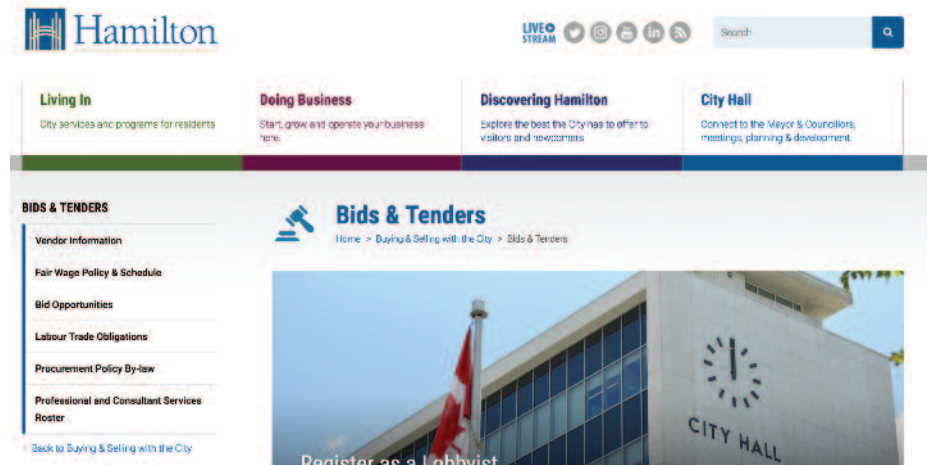 Hamilton
LIVE
STREAM
Search
Living In
City services and programs for residents
Doing Business
Start, grow and operate your business
here.
Discovering Hamilton
Explore the best the City has to offer to
visitors and newcomers
City Hall
Connect to the Mayor & Councillors,
meetings, planning & development.
BIDS & TENDERS
Vendor Information
Fair Wage Policy & Schedule
Bid Opportunities
Labour Trade Obligations
Procurement Policy By-law
Professional and Consultant Services
Roster
‹ Back to Buying & Selling with the City
Bids & Tenders
Home > Buying & Selling with the City > Bids & Tenders
CITY HALL
Register as a Lobbyist